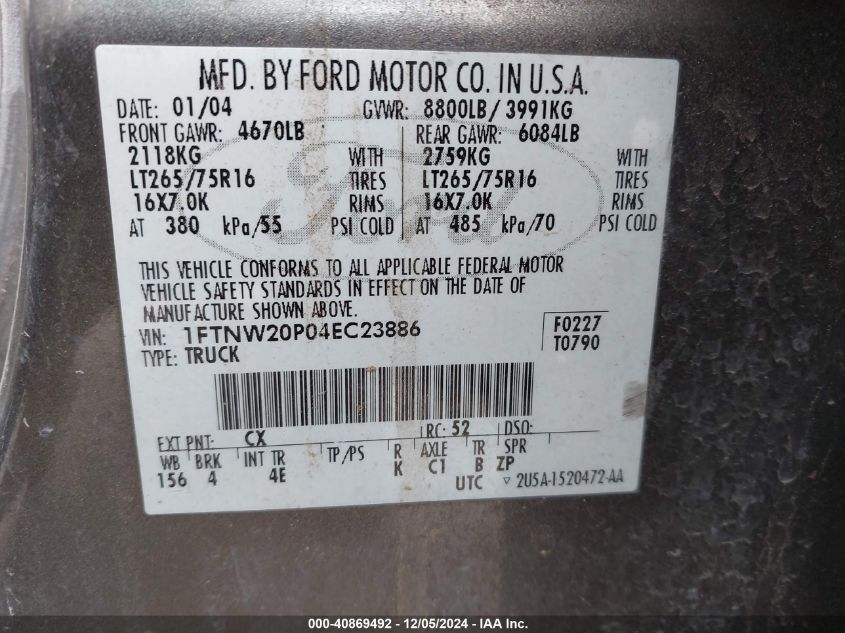 MFD. BY FORD MOTOR CO. IN U.S.A.
DATE: 01/04 GVWR: 8800LB/ 3991KG
FRONT GAWR: 4670LB REAR GAWR: 6084LB
2118KG WITH 2759KG WITH
LT265/75R16 TIRES LT265/75R16 TIRES
16X7.0K RIMS 16X7.0K RIMS
AT 380 kPa/55 PSI COLD AT 485 kPa/70 PSI COLD
Ford
THIS VEHICLE CONFORMS TO ALL APPLICABLE FEDERAL MOTOR
VEHICLE SAFETY STANDARDS IN EFFECT ON THE DATE OF
MANUFACTURE SHOWN ABOVE.
VIN: 1FTNW20P04EC23886 F0227
TYPE: TRUCK T0790
EXT PNT: CX RC: 52 DSO:
WB BRK INT TR TP/PS R AXLE TR SPR
156 4 4E K C1 B ZP
UTC ▽ 2U5A-1520472-AA
000-40869492 - 12/05/2024 - IAA Inc.